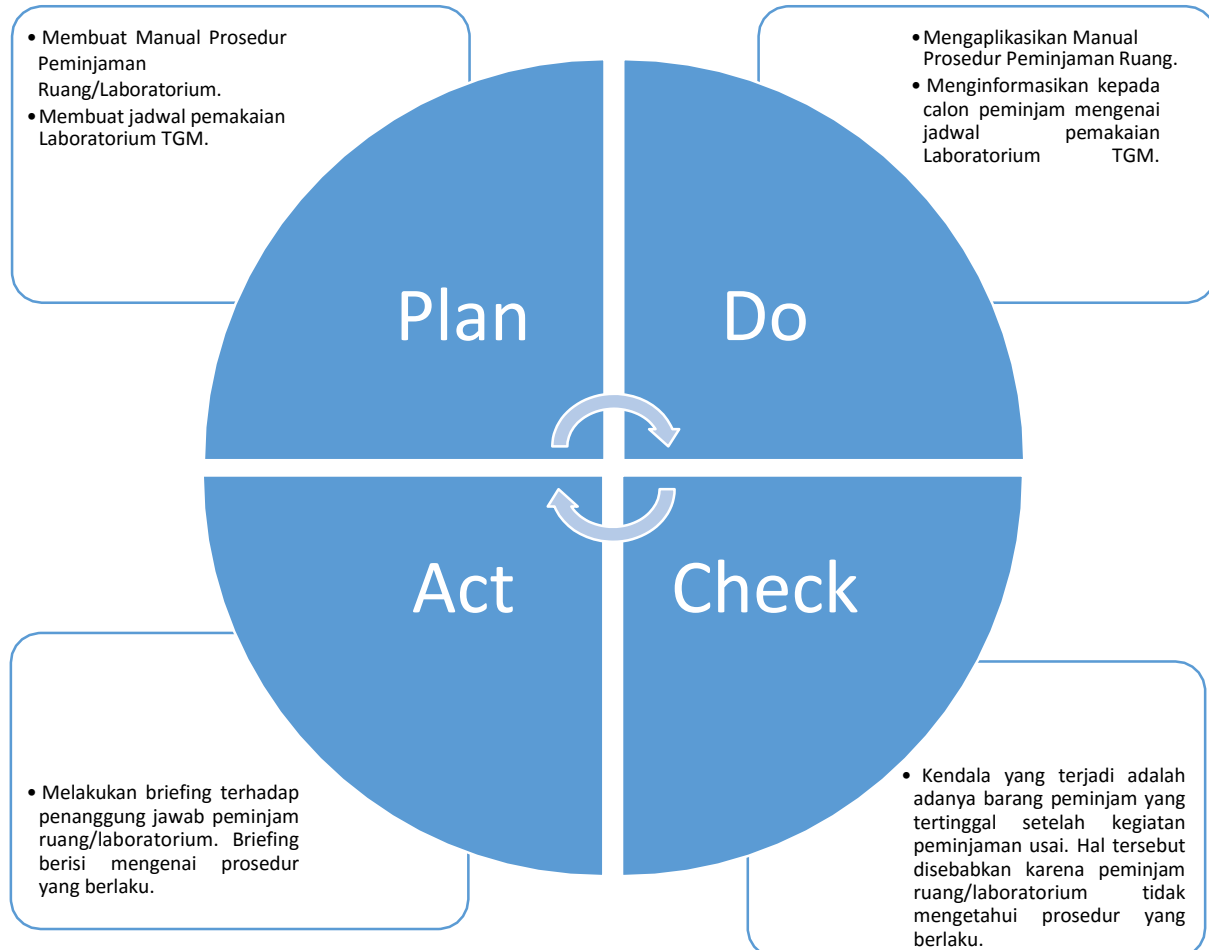 • Membuat Manual Prosedur
Peminjaman
Ruang/Laboratorium.
• Membuat jadwal pemakaian
Laboratorium TGM.
• Mengaplikasikan Manual
Prosedur Peminjaman Ruang.
• Menginformasikan kepada
calon peminjam mengenai
jadwal pemakaian
Laboratorium TGM.
Plan
Do
Act
Check
• Melakukan briefing terhadap
penanggung jawab peminjam
ruang/laboratorium. Briefing
berisi mengenai prosedur
yang berlaku.
• Kendala yang terjadi adalah
adanya barang peminjam yang
tertinggal setelah kegiatan
peminjaman usai. Hal tersebut
disebabkan karena peminjam
ruang/laboratorium tidak
mengetahui prosedur yang
berlaku.